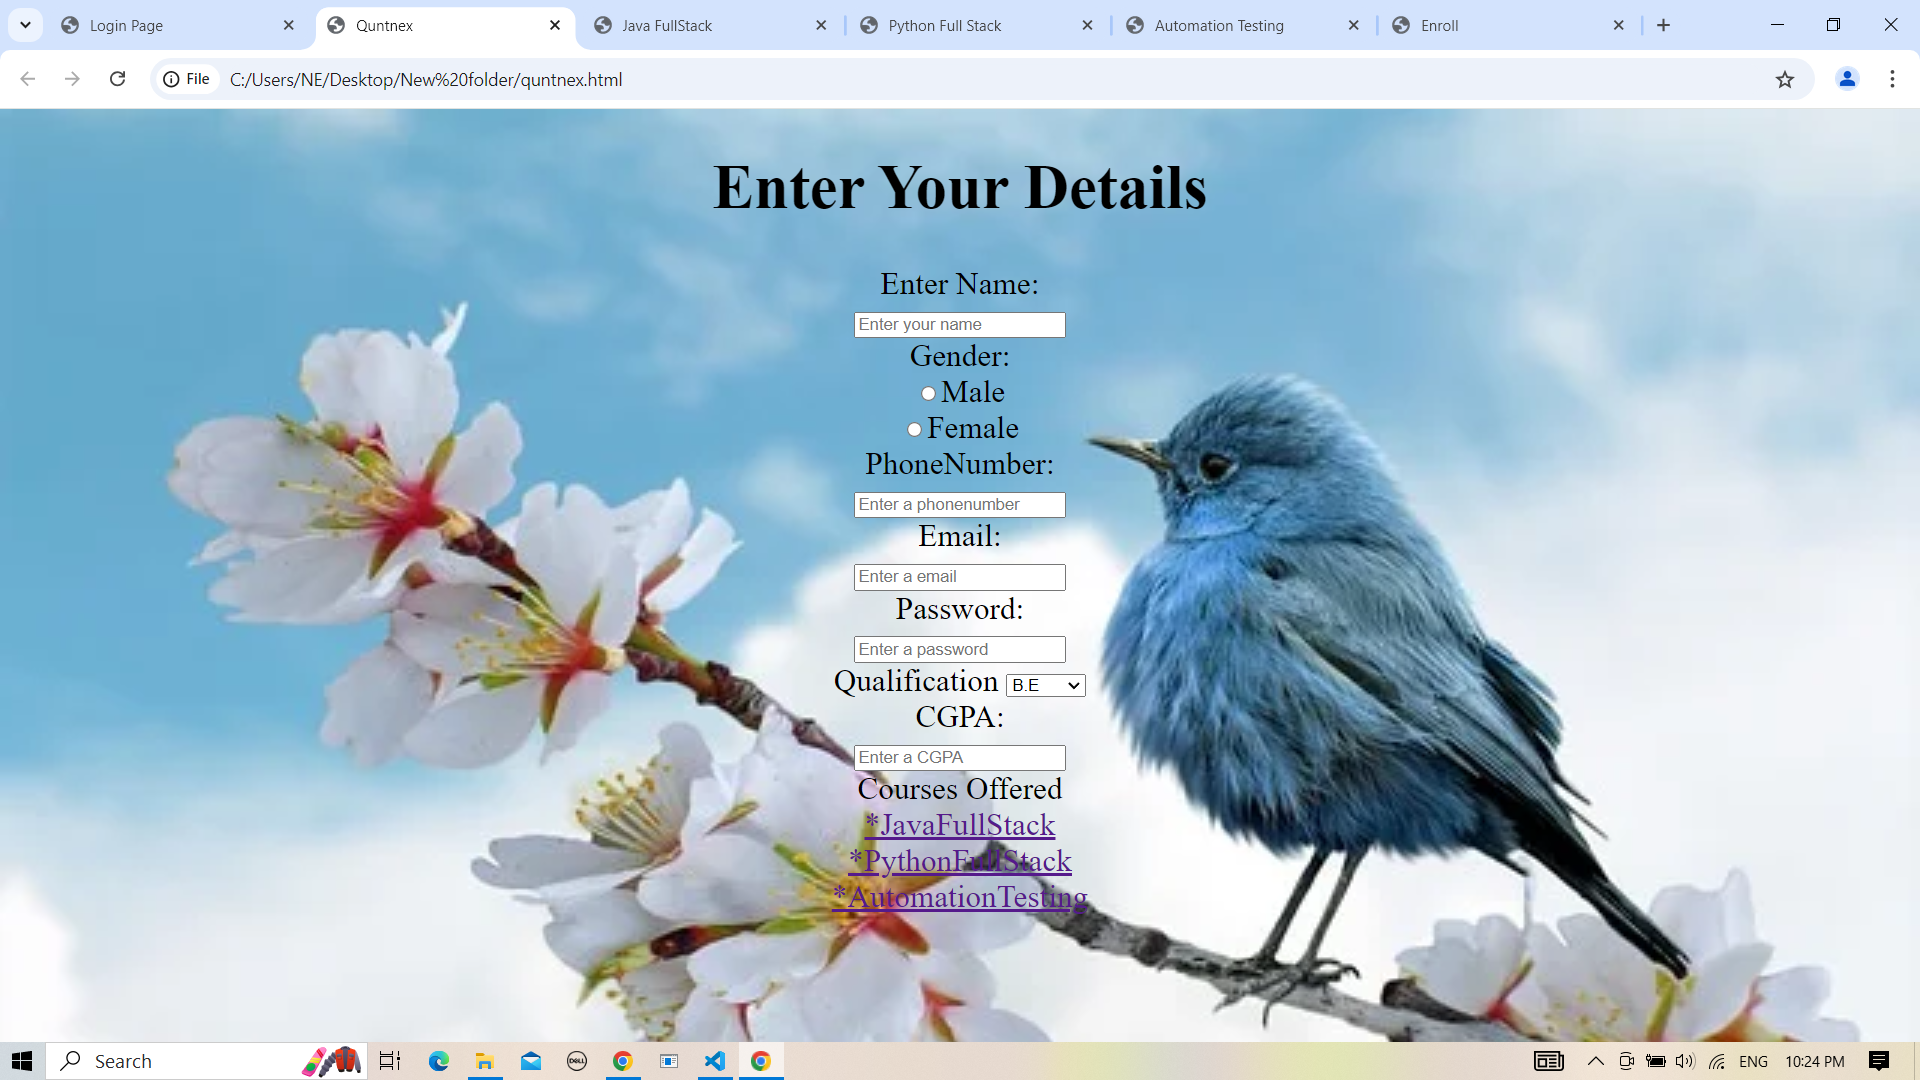 Login Page
Quntnex
Java FullStack
Python Full Stack
Automation Testing
Enroll
File
C:/Users/NE/Desktop/New%20folder/quntnex.html
Enter Your Details
Enter Name:
Enter your name
Gender:
Male
Female
PhoneNumber:
Enter a phonenumber
Email:
Enter a email
Password:
Enter a password
Qualification B.E
CGPA:
Enter a CGPA
Courses Offered
*JavaFullStack
*PythonFullStack
*AutomationTesting
Search
DELL
ENG
10:24 PM